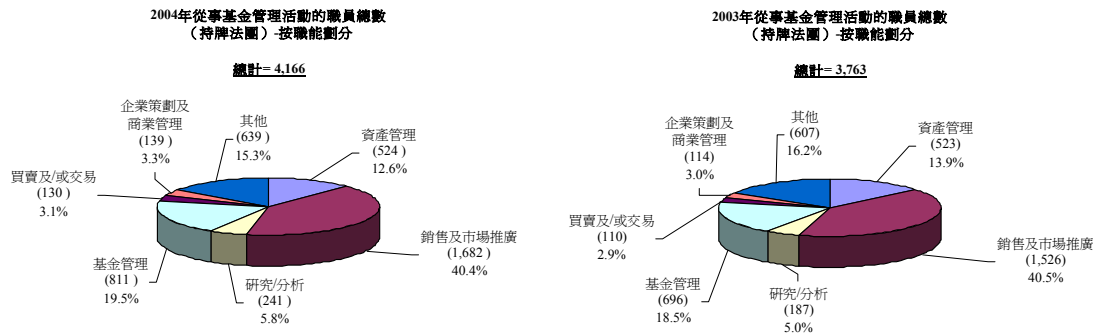 2004年從事基金管理活動的職員總數
（持牌法團）-按職能劃分
總計= 4,166
企業策劃及
商業管理
(139 )
3.3%
其他
(639 )
15.3%
資產管理
(524 )
12.6%
買賣及/或交易
(130 )
3.1%
銷售及市場推廣
(1,682 )
40.4%
基金管理
(811 )
19.5%
研究/分析
(241 )
5.8%
2003年從事基金管理活動的職員總數
（持牌法團）-按職能劃分
總計= 3,763
企業策劃及
商業管理
(114)
3.0%
其他
(607)
16.2%
資產管理
(523)
13.9%
買賣及/或交易
(110)
2.9%
銷售及市場推廣
(1,526)
40.5%
基金管理
(696)
18.5%
研究/分析
(187)
5.0%